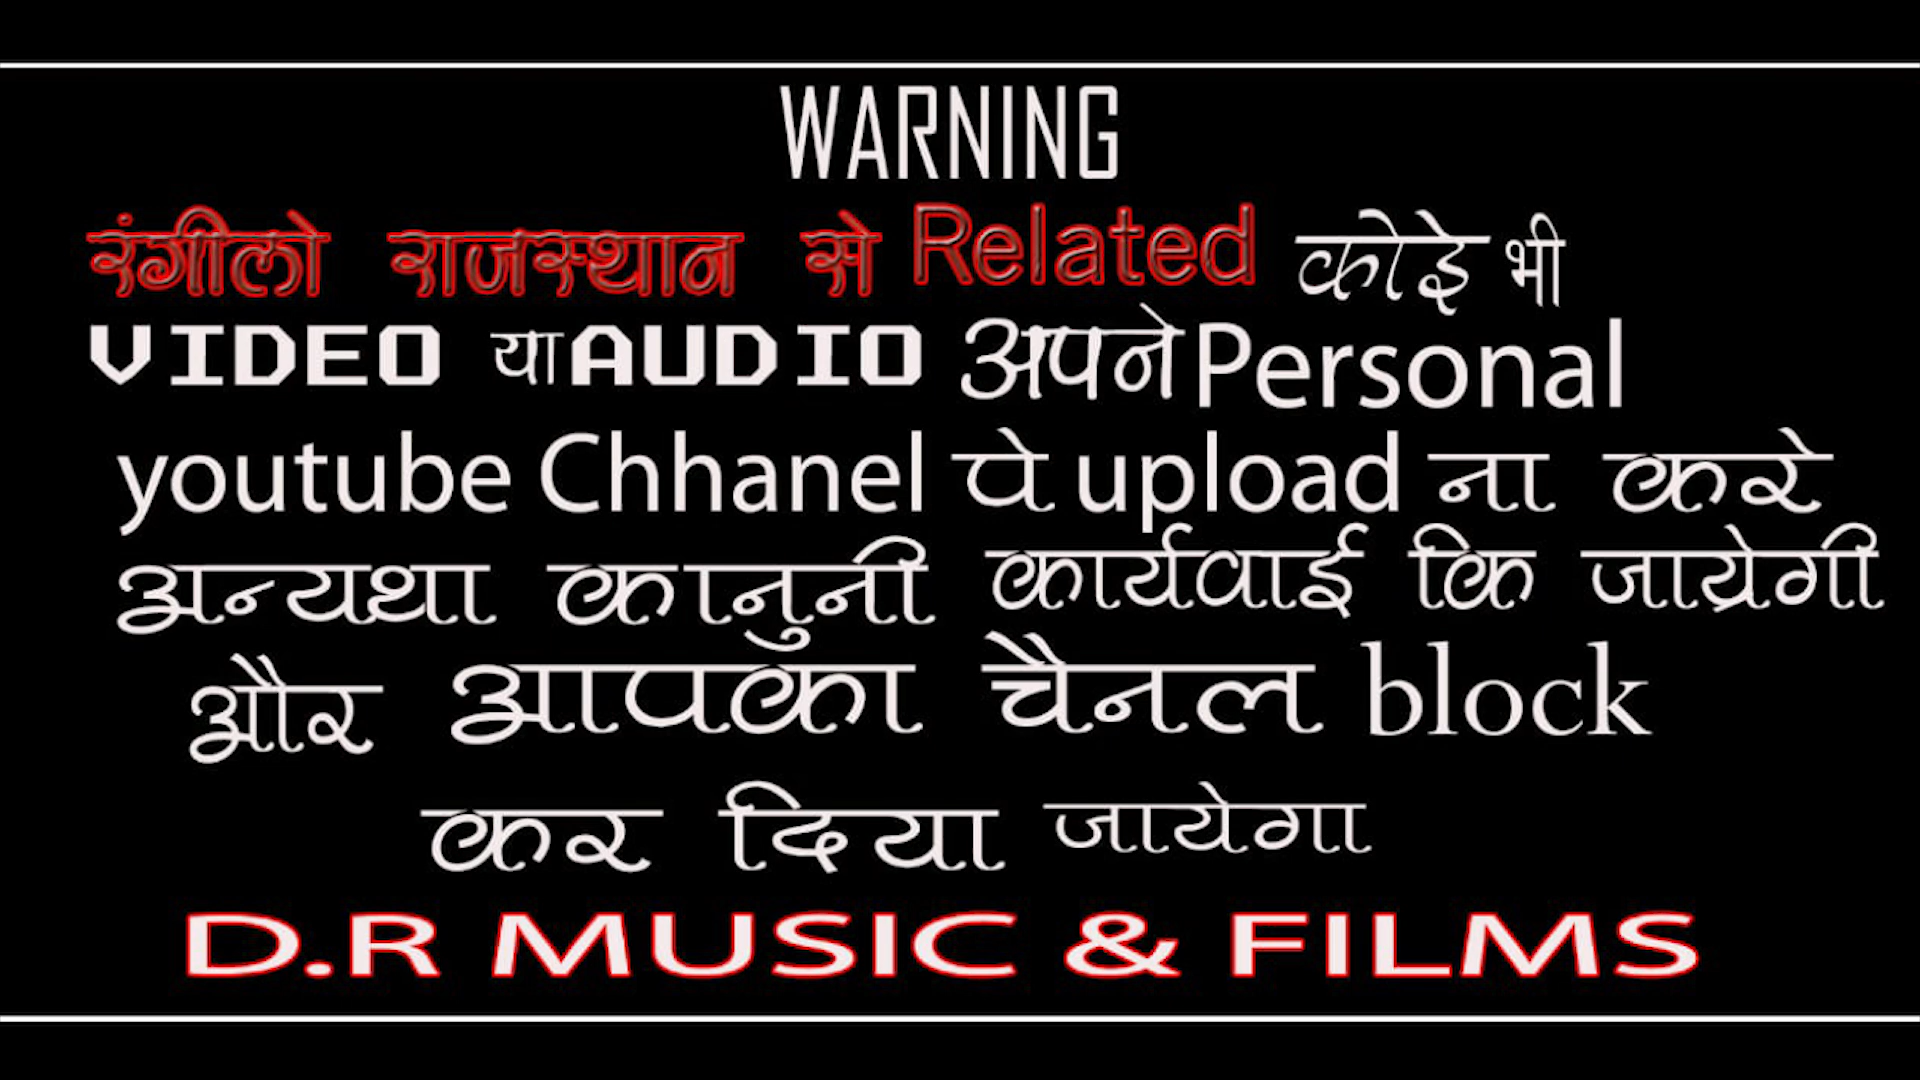 WARNING
रंगीलो राजस्थान से Related कोई भी
VIDEO या AUDIO अपने Personal
youtube Chhanel पे upload ना करे
अन्यथा कानुनी कार्यवाई कि जायेगी
और आपका चैनल block
कर दिया जायेगा
D.R MUSIC & FILMS